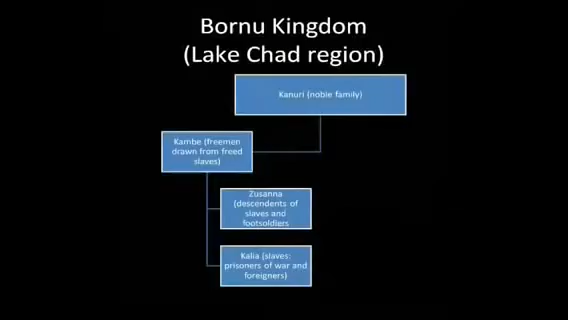 Bornu Kingdom
(Lake Chad region)
Kanuri (noble family)
Kambe (freemen
drawn from freed
slaves)
Zusanna
(descendents of
slaves and
footsoldiers
Kalia (slaves:
prisoners of war and
foreigners)